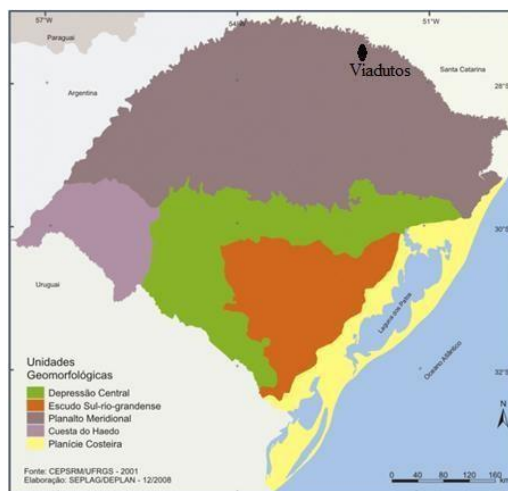 57°W
54°W
51°W
Paraguai
Viadutos
Santa Catarina
28°S
Argentina
30°S
Uruguai
Laguna dos Patos
Oceano Atlântico
32°S
Unidades
Geomorfológicas
Depressão Central
Escudo Sul-rio-grandense
Planalto Meridional
Cuesta do Haedo
Planície Costeira
N
Fonte: CEPSRM/UFRGS - 2001
Elaboração: SEPLAG/DEPLAN - 12/2008
0 40 80 120 160
km